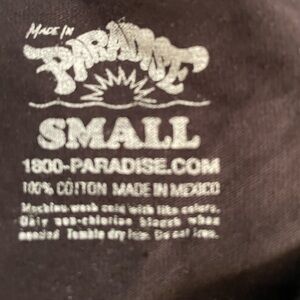 MADE IN
PARADISE
SMALL
1800-PARADISE.COM
100% COTTON MADE IN MEXICO
Machine wash cold with like colors.
Only non-chlorine bleach when
needed. Tumble dry low. Do not iron.